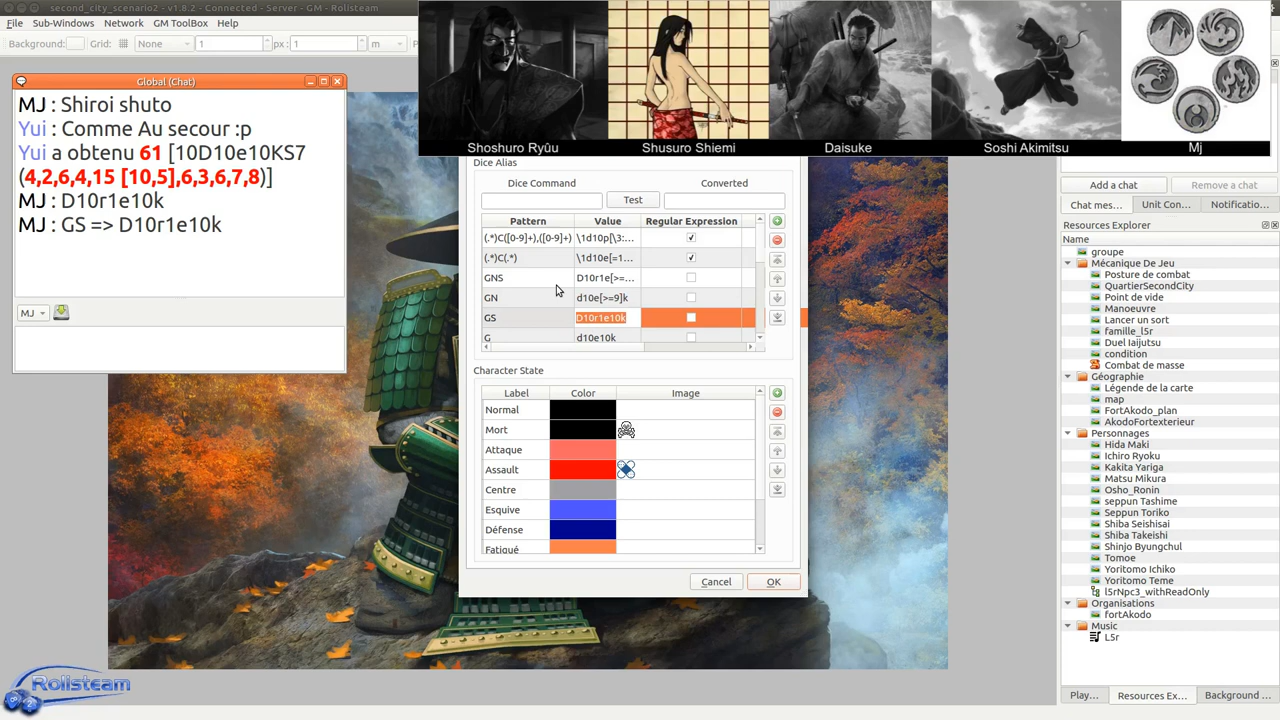 second_city_scenario2 - v1.8.2 - Connected - Server - GM - Rolisteam
File Sub-Windows Network GM ToolBox Help
Background: Grid: None 1 px : 1 m
Shoshuro Ryûu
Shusuro Shiemi
Daisuke
Soshi Akimitsu
Mj
Global (Chat)
MJ : Shiroi shuto
Yui : Comme Au secour :p
Yui a obtenu 61 [10D10e10KS7
(4,2,6,4,15 [10,5],6,3,6,7,8)]
MJ : D10r1e10k
MJ : GS => D10r1e10k
MJ
Dice Alias
Dice Command Converted
Test
Pattern Value Regular Expression
(.*)C([0-9]+),([0-9]+) \1d10p[\3:...
(.*)C(.*) \1d10e[=1...
GNS D10r1e[>=...
GN d10e[>=9]k
GS D10r1e10k
G d10e10k
Character State
Label Color Image
Normal
Mort
Attaque
Assault
Centre
Esquive
Défense
Fatigué
Cancel OK
Add a chat Remove a chat
Chat mes... Unit Con... Notificatio...
Resources Explorer
Name
groupe
Mécanique De Jeu
Posture de combat
QuartierSecondCity
Point de vide
Manoeuvre
Lancer un sort
famille_l5r
Duel Iaijutsu
condition
Combat de masse
Géographie
Légende de la carte
map
FortAkodo_plan
AkodoFortexterieur
Personnages
Hida Maki
Ichiro Ryoku
Kakita Yariga
Matsu Mikura
Osho_Ronin
seppun Tashime
Seppun Toriko
Shiba Seishisai
Shiba Takeishi
Shinjo Byungchul
Tomoe
Yoritomo Ichiko
Yoritomo Teme
l5rNpc3_withReadOnly
Organisations
fortAkodo
Music
L5r
Play... Resources Ex... Background ...
Rolisteam